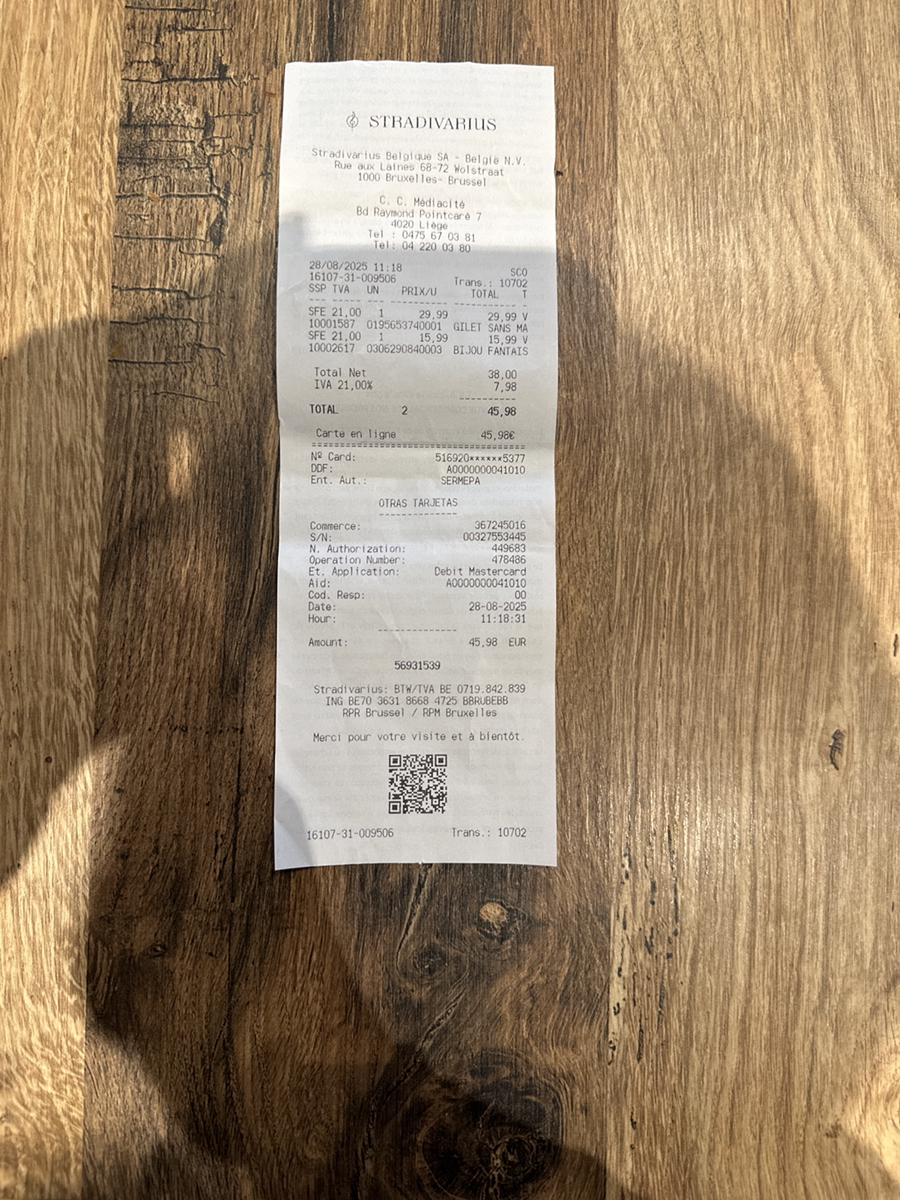 STRADIVARIUS
Stradivarius Belgique SA - België N.V.
Rue aux Laines 68-72 Wolstraat
1000 Bruxelles- Brussel
C. C. Médiacité
Bd Raymond Pointcaré 7
4020 Liège
Tel : 0475 67 03 81
Tel: 04 220 03 80
28/08/2025 11:18 SCO
16107-31-009506 Trans.: 10702
SSP TVA UN PRIX/U TOTAL T
SFE 21,00 1 29,99 29,99 V
10001587 0195653740001 GILET SANS MA
SFE 21,00 1 15,99 15,99 V
10002617 0306290840003 BIJOU FANTAIS
Total Net 38,00
IVA 21,00% 7,98
TOTAL 2 45,98
Carte en ligne 45,98€
Nº Card: 516920******5377
DDF: A0000000041010
Ent. Aut.: SERMEPA
OTRAS TARJETAS
Commerce: 367245016
S/N: 00327553445
N. Authorization: 449683
Operation Number: 478486
Et. Application: Debit Mastercard
Aid: A0000000041010
Cod. Resp: 00
Date: 28-08-2025
Hour: 11:18:31
Amount: 45,98 EUR
56931539
Stradivarius: BTW/TVA BE 0719.842.839
ING BE70 3631 8668 4725 BBRUBEBB
RPR Brussel / RPM Bruxelles
Merci pour votre visite et à bientôt.
16107-31-009506 Trans.: 10702